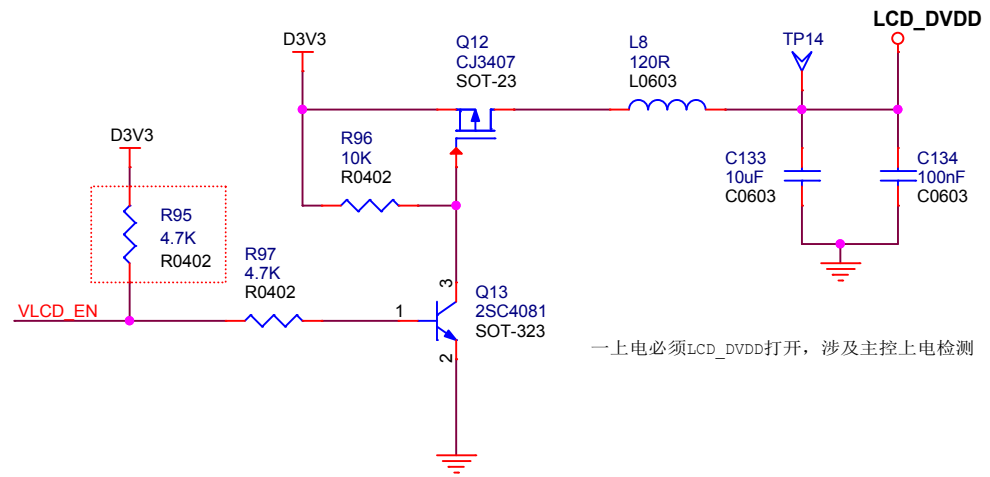 LCD_DVDD
D3V3
Q12
CJ3407
SOT-23
L8
120R
L0603
TP14
D3V3
R96
10K
R0402
C133
10uF
C0603
C134
100nF
C0603
R95
4.7K
R0402
R97
4.7K
R0402
VLCD_EN
1
3
2
Q13
2SC4081
SOT-323
一上电必须LCD_DVDD打开，涉及主控上电检测